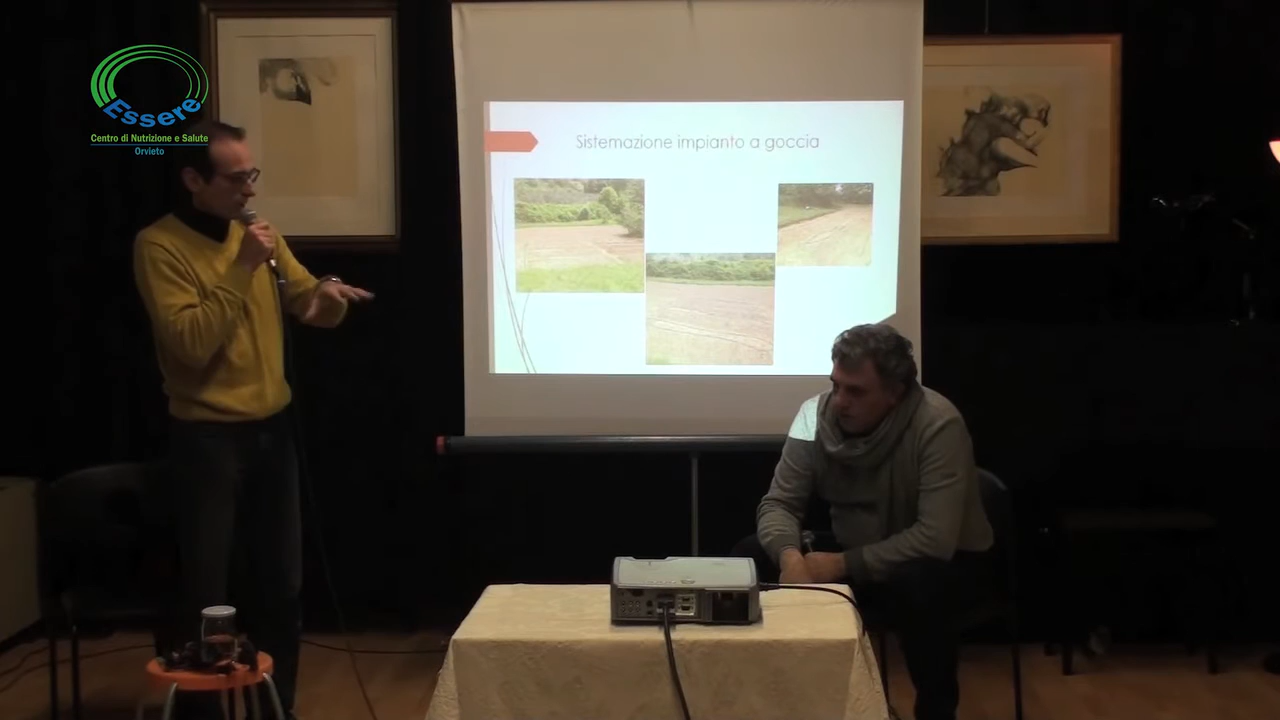 Essere
Centro di Nutrizione e Salute
Orvieto
Sistemazione impianto a goccia